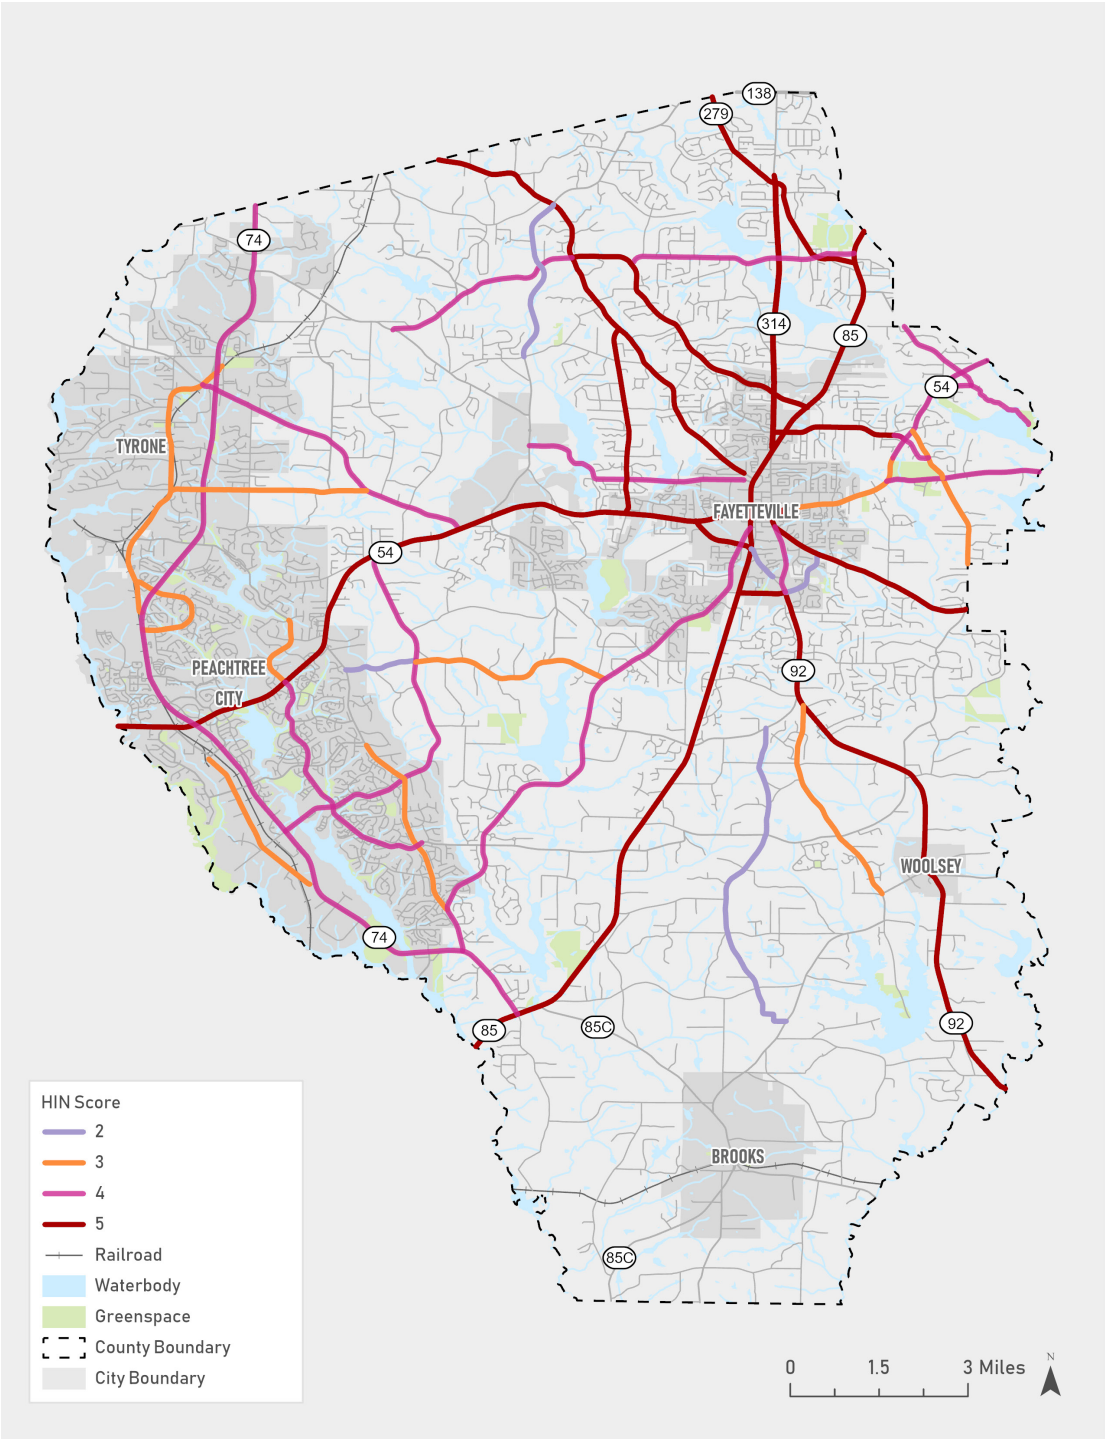 138
279
74
314
85
54
TYRONE
FAYETTEVILLE
54
PEACHTREE
CITY
92
WOOLSEY
74
92
85
85C
BROOKS
85C
HIN Score
2
3
4
5
Railroad
Waterbody
Greenspace
County Boundary
City Boundary
0 1.5 3 Miles
N